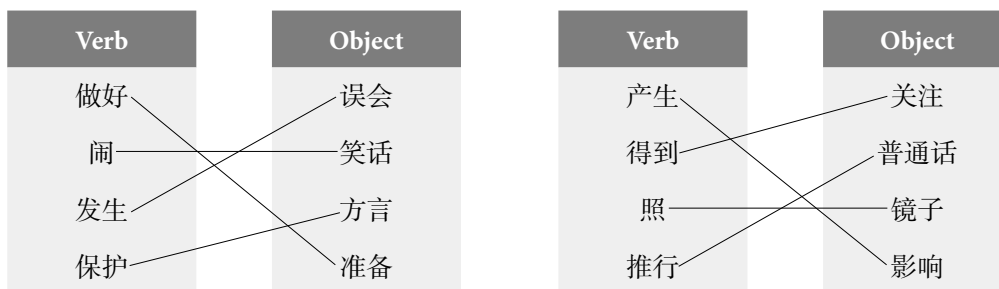 Verb Object Verb Object
做好 误会 产生 关注
闹 笑话 得到 普通话
发生 方言 照 镜子
保护 准备 推行 影响